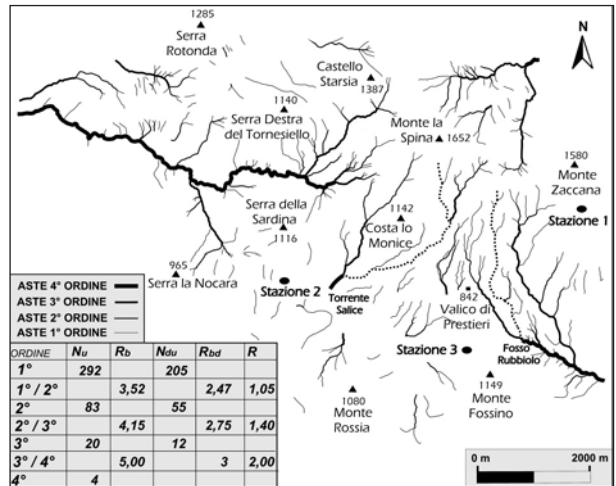 1285
Serra
Rotonda
Castello
Starsia
1387
N
1140
Serra Destra
del Tornesiello
Monte la
Spina
1652
1580
Monte
Zaccana
Stazione 1
Serra della
Sardina
1116
1142
Costa lo
Monice
965
Serra la Nocara
Stazione 2
Torrente
Salice
842
Valico di
Prestieri
Stazione 3
Fosso
Rubbiolo
1149
Monte
Fossino
1080
Monte
Rossia
ASTE 4° ORDINE
ASTE 3° ORDINE
ASTE 2° ORDINE
ASTE 1° ORDINE
ORDINE Nu Rb Ndu Rbd R
1° 292 205
1° / 2° 3,52 2,47 1,05
2° 83 55
2° / 3° 4,15 2,75 1,40
3° 20 12
3° / 4° 5,00 3 2,00
4° 4
0 m 2000 m